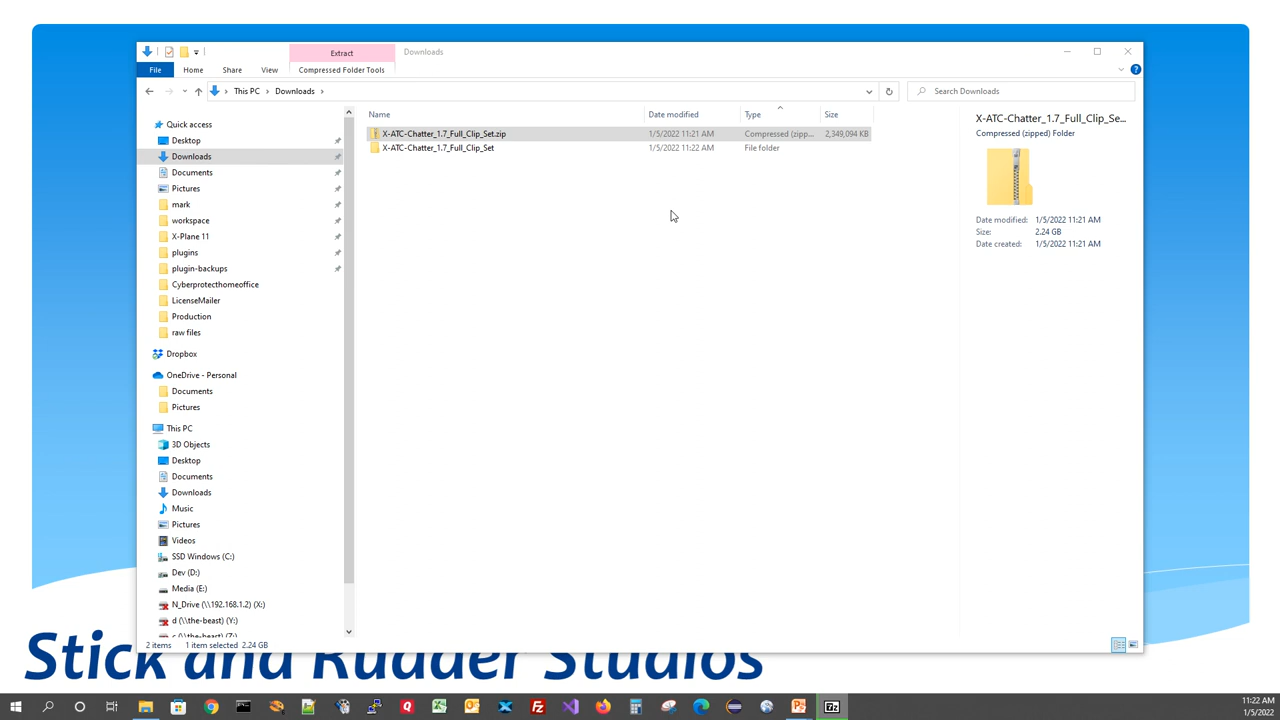 Extract
Downloads
File
Home
Share
View
Compressed Folder Tools
This PC > Downloads >
Search Downloads
Name
Date modified
Type
Size
X-ATC-Chatter_1.7_Full_Clip_Set.zip
1/5/2022 11:21 AM
Compressed (zipp...
2,349,094 KB
X-ATC-Chatter_1.7_Full_Clip_Set
1/5/2022 11:22 AM
File folder
Quick access
Desktop
Downloads
Documents
Pictures
mark
workspace
X-Plane 11
plugins
plugin-backups
Cyberprotecthomeoffice
LicenseMailer
Production
raw files
Dropbox
OneDrive - Personal
Documents
Pictures
This PC
3D Objects
Desktop
Documents
Downloads
Music
Pictures
Videos
SSD Windows (C:)
Dev (D:)
Media (E:)
N_Drive (\\192.168.1.2) (X:)
d (\\the-beast) (Y:)
c (\\the-beast) (Z:)
X-ATC-Chatter_1.7_Full_Clip_Se...
Compressed (zipped) Folder
Date modified: 1/5/2022 11:21 AM
Size: 2.24 GB
Date created: 1/5/2022 11:21 AM
2 items
1 item selected 2.24 GB
Stick and Rudder Studios
11:22 AM
1/5/2022